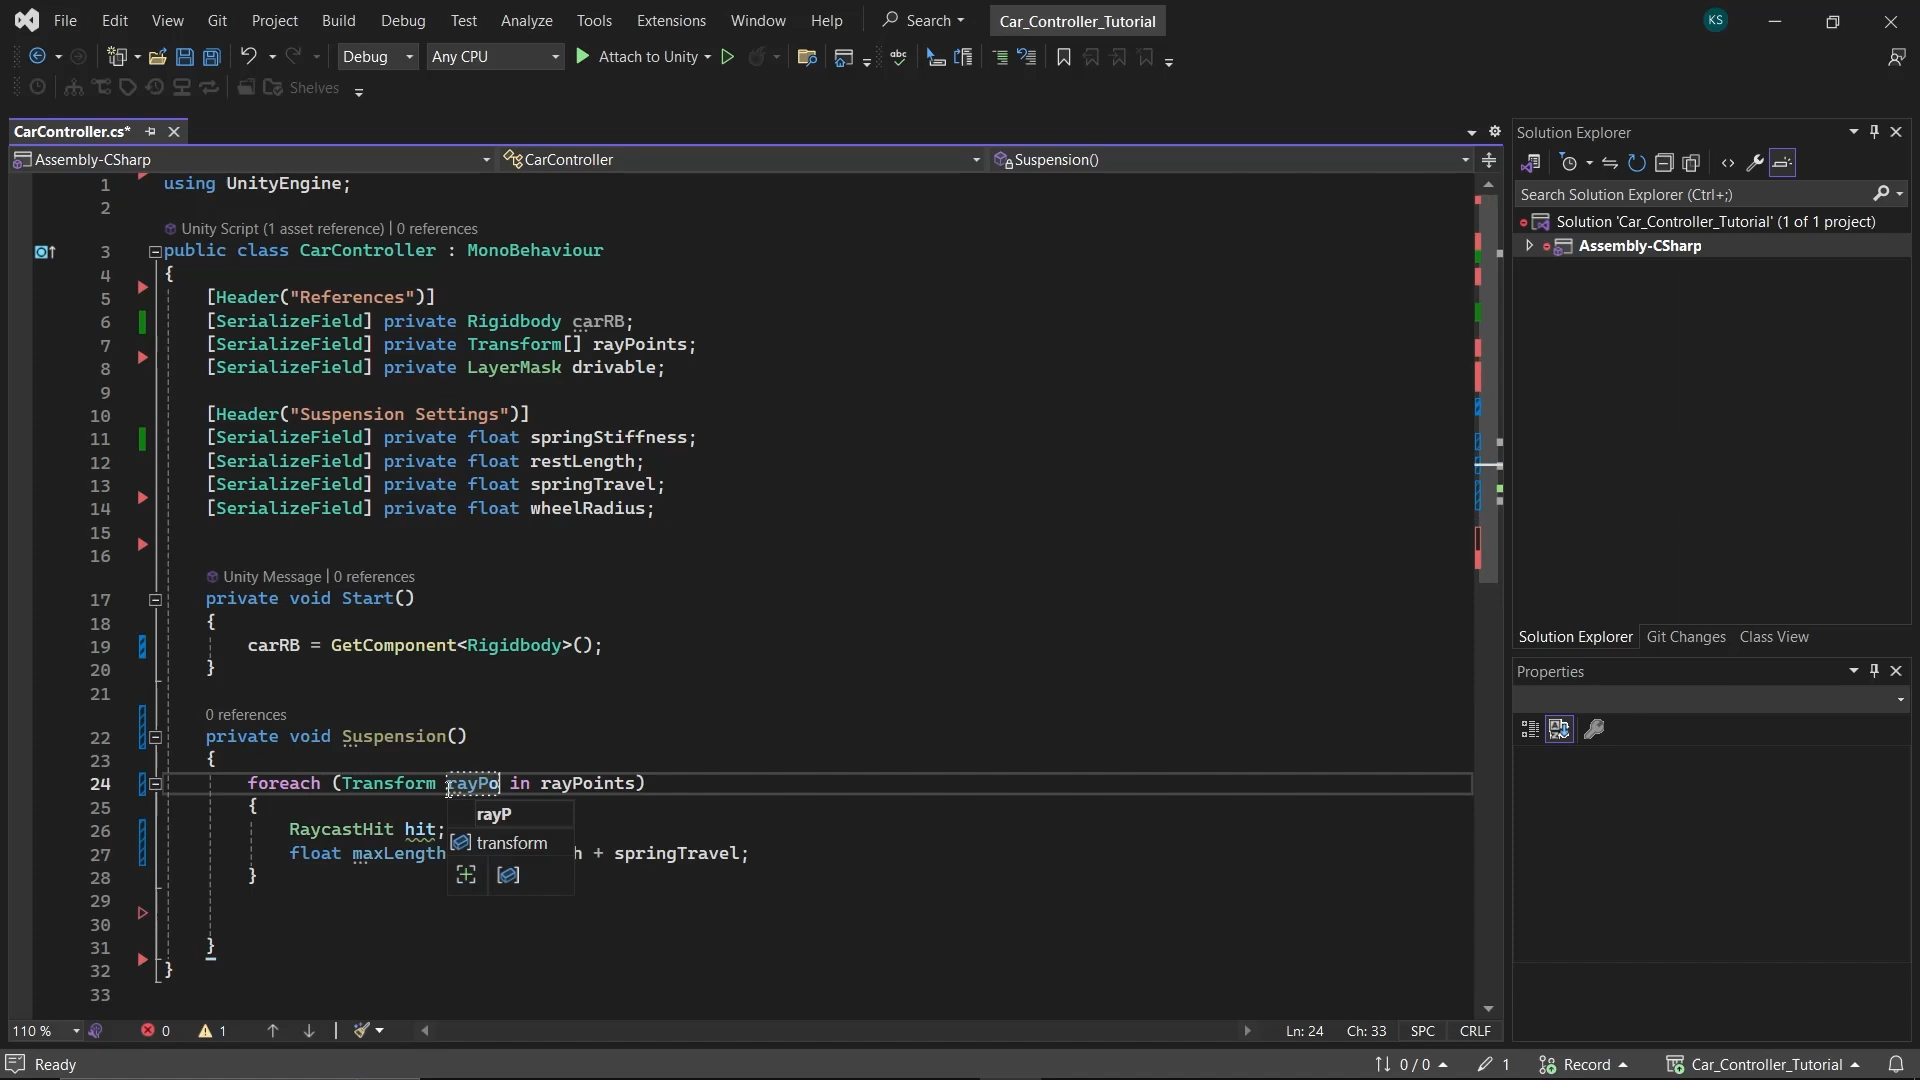 File Edit View Git Project Build Debug Test Analyze Tools Extensions Window Help Search Car_Controller_Tutorial KS
Debug Any CPU Attach to Unity abc
Shelves
CarController.cs*
Assembly-CSharp CarController Suspension()
1 using UnityEngine;
2
Unity Script (1 asset reference) | 0 references
3 public class CarController : MonoBehaviour
4 {
5 [Header("References")]
6 [SerializeField] private Rigidbody carRB;
7 [SerializeField] private Transform[] rayPoints;
8 [SerializeField] private LayerMask drivable;
9
10 [Header("Suspension Settings")]
11 [SerializeField] private float springStiffness;
12 [SerializeField] private float restLength;
13 [SerializeField] private float springTravel;
14 [SerializeField] private float wheelRadius;
15
16
Unity Message | 0 references
17 private void Start()
18 {
19 carRB = GetComponent<Rigidbody>();
20 }
21
0 references
22 private void Suspension()
23 {
24 foreach (Transform rayPo in rayPoints)
25 {
rayP
26 RaycastHit hit;
transform
27 float maxLength h + springTravel;
28 }
29
30
31 }
32 }
33
110 % 0 1 Ln: 24 Ch: 33 SPC CRLF
Solution Explorer
Search Solution Explorer (Ctrl+;)
Solution 'Car_Controller_Tutorial' (1 of 1 project)
Assembly-CSharp
Solution Explorer Git Changes Class View
Properties
Ready 0 / 0 1 Record Car_Controller_Tutorial